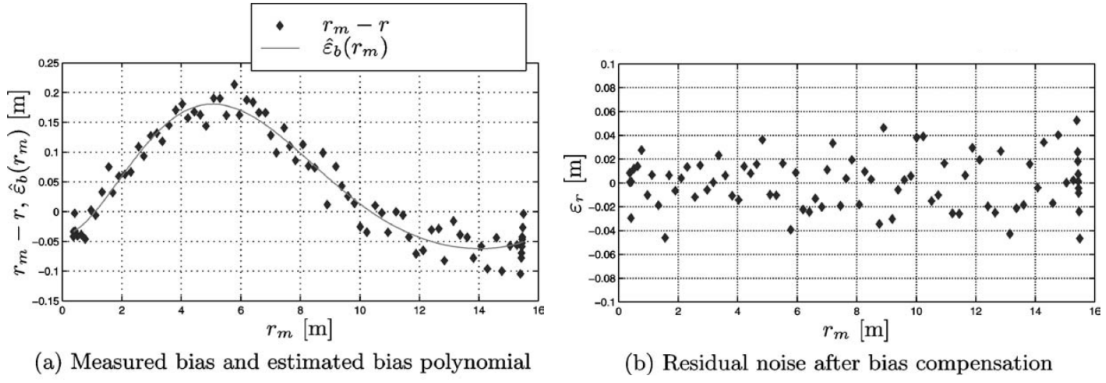 r_m − r
ε̂_b(r_m)
r_m − r, ε̂_b(r_m) [m]
0.25
0.2
0.15
0.1
0.05
0
−0.05
−0.1
−0.15
0 2 4 6 8 10 12 14 16
r_m [m]
(a) Measured bias and estimated bias polynomial
ε_r [m]
0.1
0.08
0.06
0.04
0.02
0
−0.02
−0.04
−0.06
−0.08
−0.1
0 2 4 6 8 10 12 14 16
r_m [m]
(b) Residual noise after bias compensation